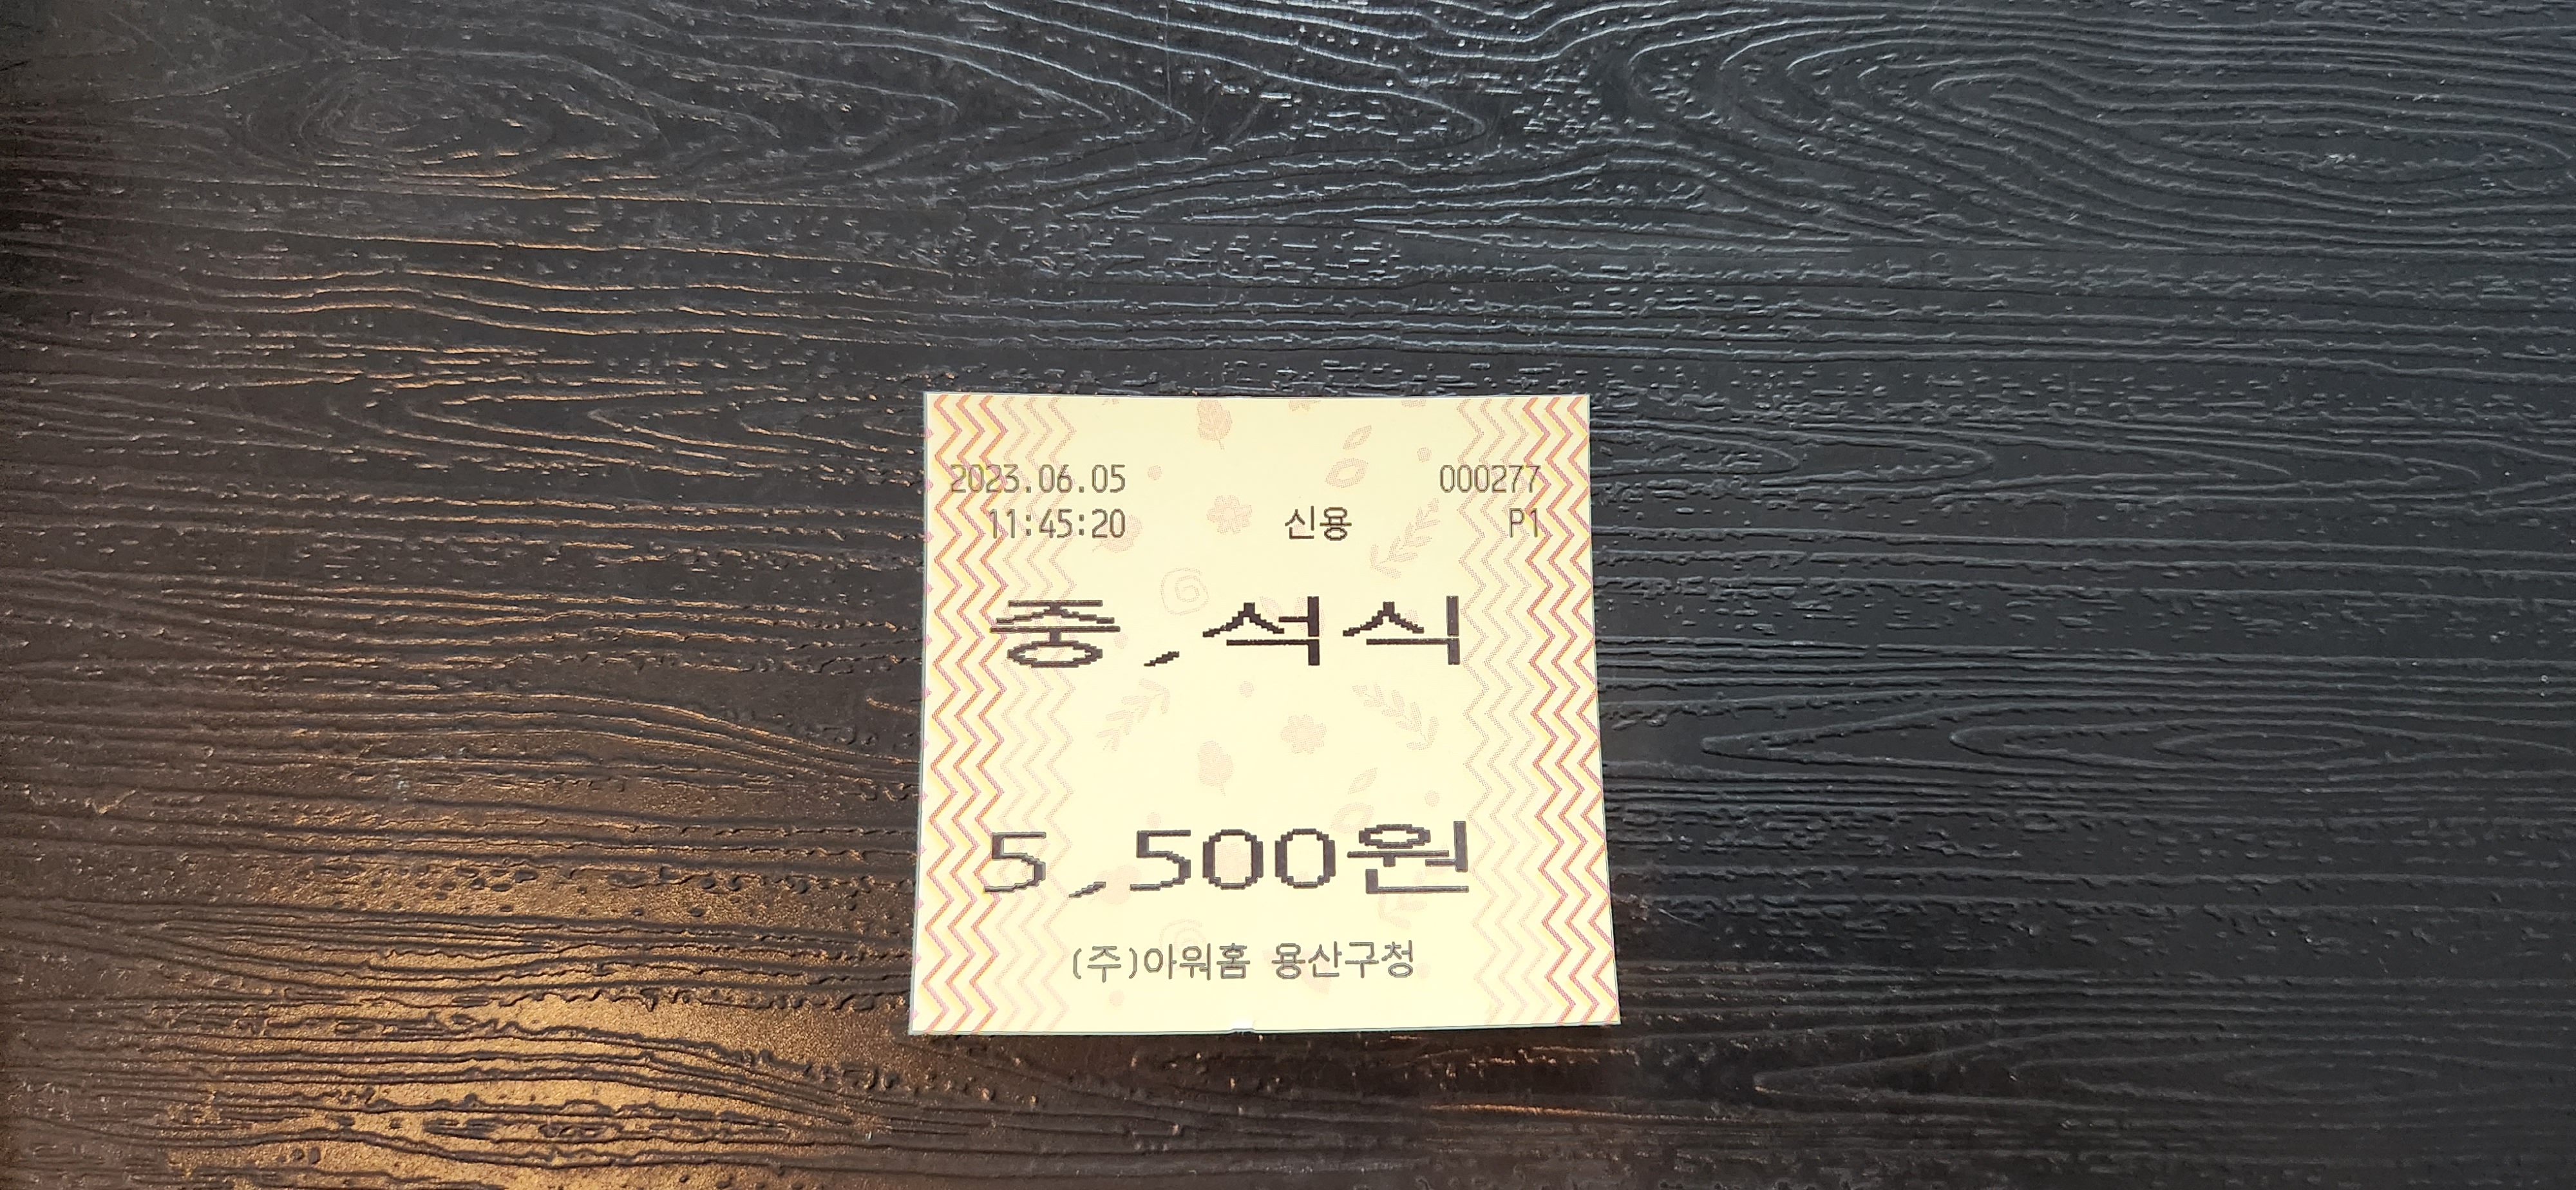 2023.06.05 000277
11:45:20 신용 P1
중,석식
5,500원
(주)아워홈 용산구청